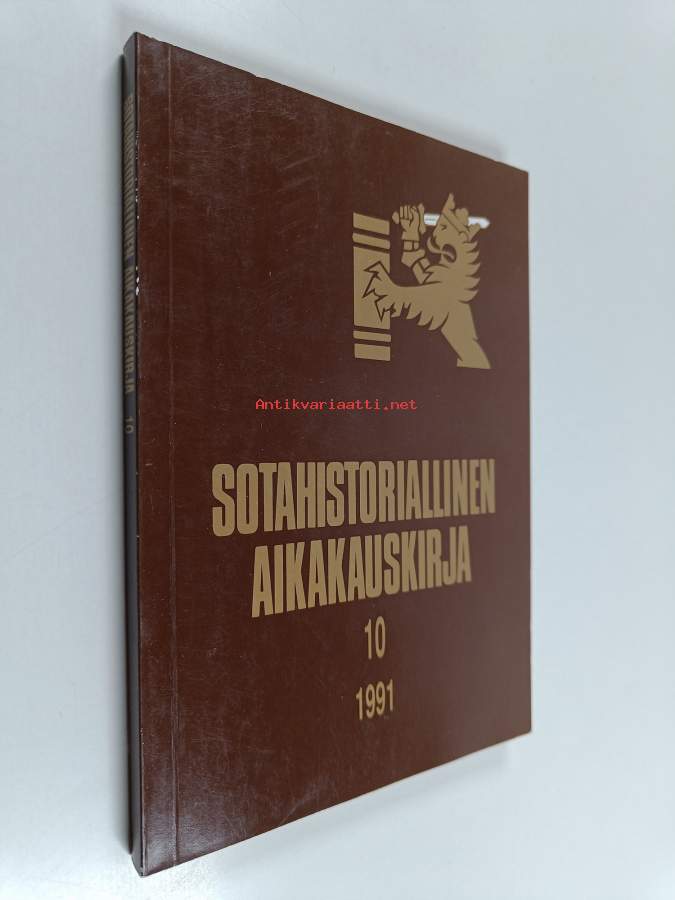 SOTAHISTORIALLINEN AIKAKAUSKIRJA 10
Antikvariaatti.net
SOTAHISTORIALLINEN
AIKAKAUSKIRJA
10
1991